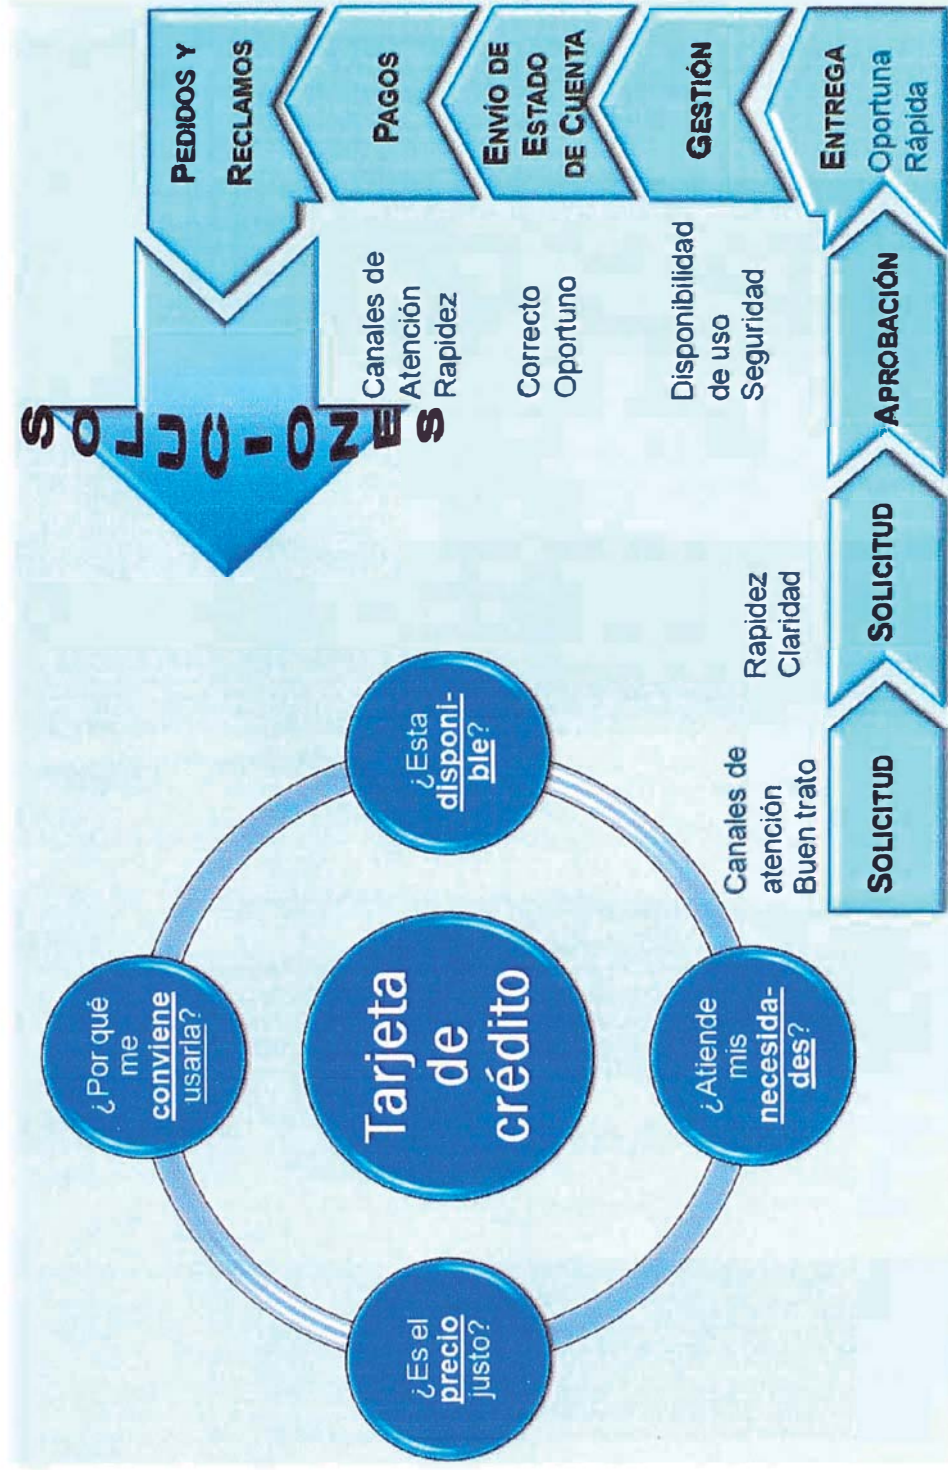 ¿Por qué
me
conviene
usarla?
¿Es el
precio
justo?
Tarjeta
de
crédito
¿Esta
disponi-
ble?
¿Atiende
mis
necesida-
des?
SOLUCIONES
PEDIDOS Y
RECLAMOS
PAGOS
Canales de
Atención
Rapidez
ENVÍO DE
ESTADO
DE CUENTA
Correcto
Oportuno
GESTIÓN
Disponibilidad
de uso
Seguridad
ENTREGA
Oportuna
Rápida
APROBACIÓN
Rapidez
Claridad
SOLICITUD
Canales de
atención
Buen trato
SOLICITUD